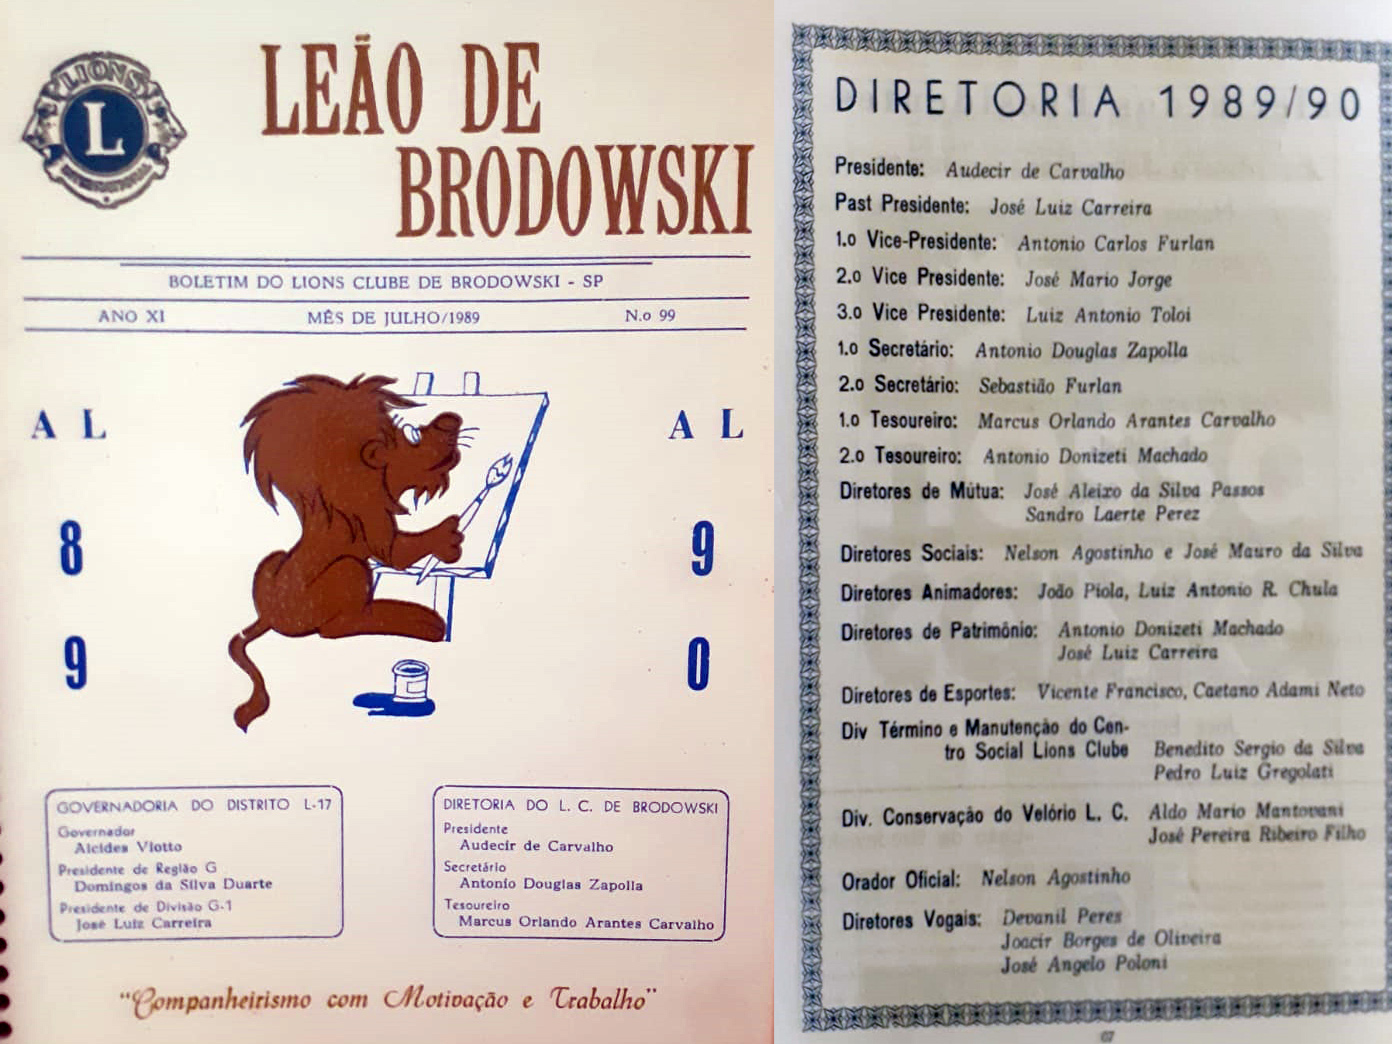 LIONS
L
INTERNATIONAL
LEÃO DE
BRODOWSKI
BOLETIM DO LIONS CLUBE DE BRODOWSKI - SP
ANO XI MÊS DE JULHO/1989 N.o 99
A L A L
8 9
9 0
GOVERNADORIA DO DISTRITO L-17
Governador
Alcides Viotto
Presidente de Região G
Domingos da Silva Duarte
Presidente de Divisão G-1
José Luiz Carreira
DIRETORIA DO L. C. DE BRODOWSKI
Presidente
Audecir de Carvalho
Secretário
Antonio Douglas Zapolla
Tesoureiro
Marcus Orlando Arantes Carvalho
"Companheirismo com Motivação e Trabalho"
DIRETORIA 1989/90
Presidente: Audecir de Carvalho
Past Presidente: José Luiz Carreira
1.o Vice-Presidente: Antonio Carlos Furlan
2.o Vice Presidente: José Mario Jorge
3.o Vice Presidente: Luiz Antonio Toloi
1.o Secretário: Antonio Douglas Zapolla
2.o Secretário: Sebastião Furlan
1.o Tesoureiro: Marcus Orlando Arantes Carvalho
2.o Tesoureiro: Antonio Donizeti Machado
Diretores de Mútua: José Aleixo da Silva Passos
Sandro Laerte Perez
Diretores Sociais: Nelson Agostinho e José Mauro da Silva
Diretores Animadores: João Piola, Luiz Antonio R. Chula
Diretores de Patrimônio: Antonio Donizeti Machado
José Luiz Carreira
Diretores de Esportes: Vicente Francisco, Caetano Adami Neto
Div Término e Manutenção do Cen-
tro Social Lions Clube Benedito Sergio da Silva
Pedro Luiz Gregolati
Div. Conservação do Velório L. C. Aldo Mario Mantovani
José Pereira Ribeiro Filho
Orador Oficial: Nelson Agostinho
Diretores Vogais: Devanil Peres
Joacir Borges de Oliveira
José Angelo Poloni